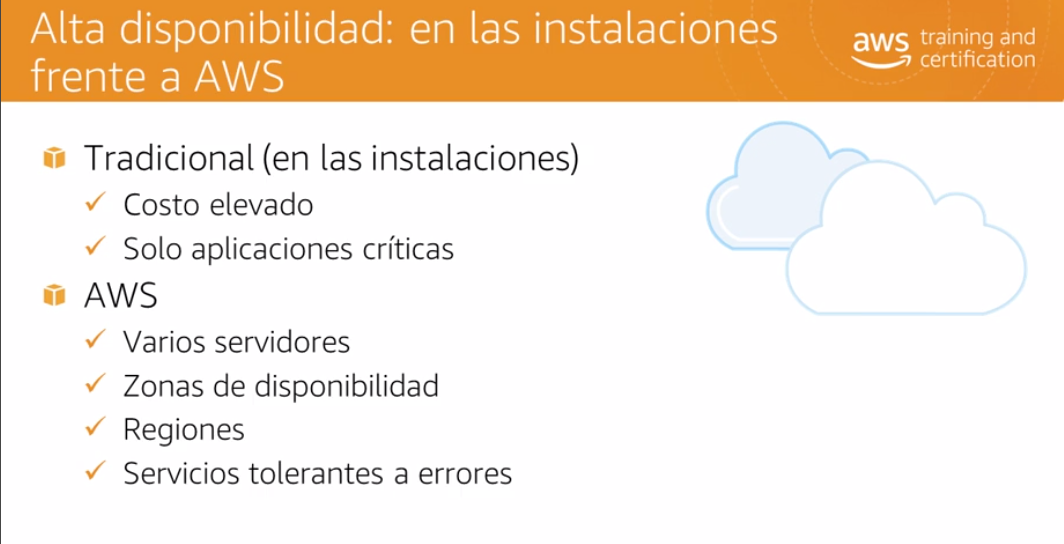 Alta disponibilidad: en las instalaciones
frente a AWS
aws training and
certification
Tradicional (en las instalaciones)
Costo elevado
Solo aplicaciones críticas
AWS
Varios servidores
Zonas de disponibilidad
Regiones
Servicios tolerantes a errores